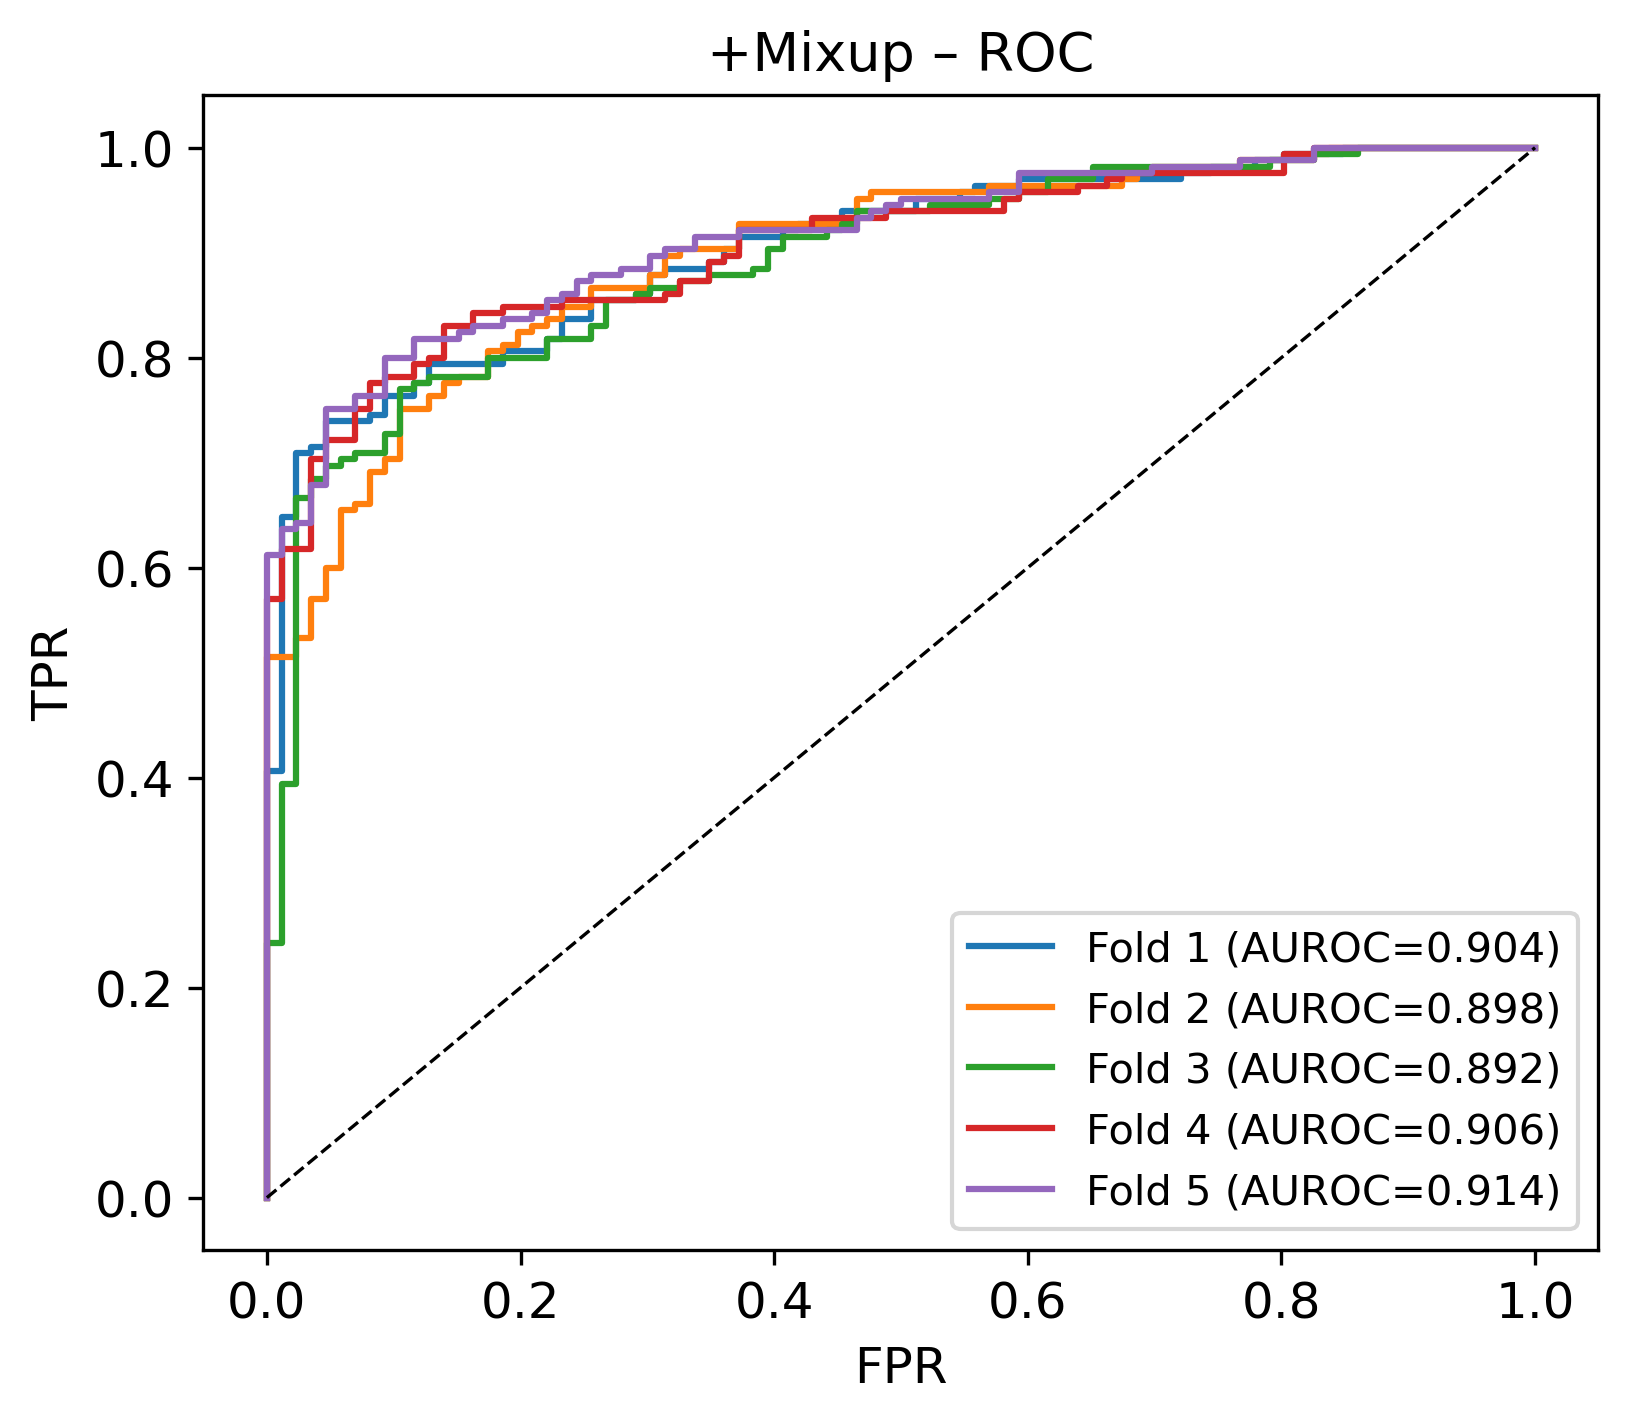 +Mixup – ROC
TPR
1.0
0.8
0.6
0.4
0.2
0.0
0.0 0.2 0.4 0.6 0.8 1.0
FPR
Fold 1 (AUROC=0.904)
Fold 2 (AUROC=0.898)
Fold 3 (AUROC=0.892)
Fold 4 (AUROC=0.906)
Fold 5 (AUROC=0.914)